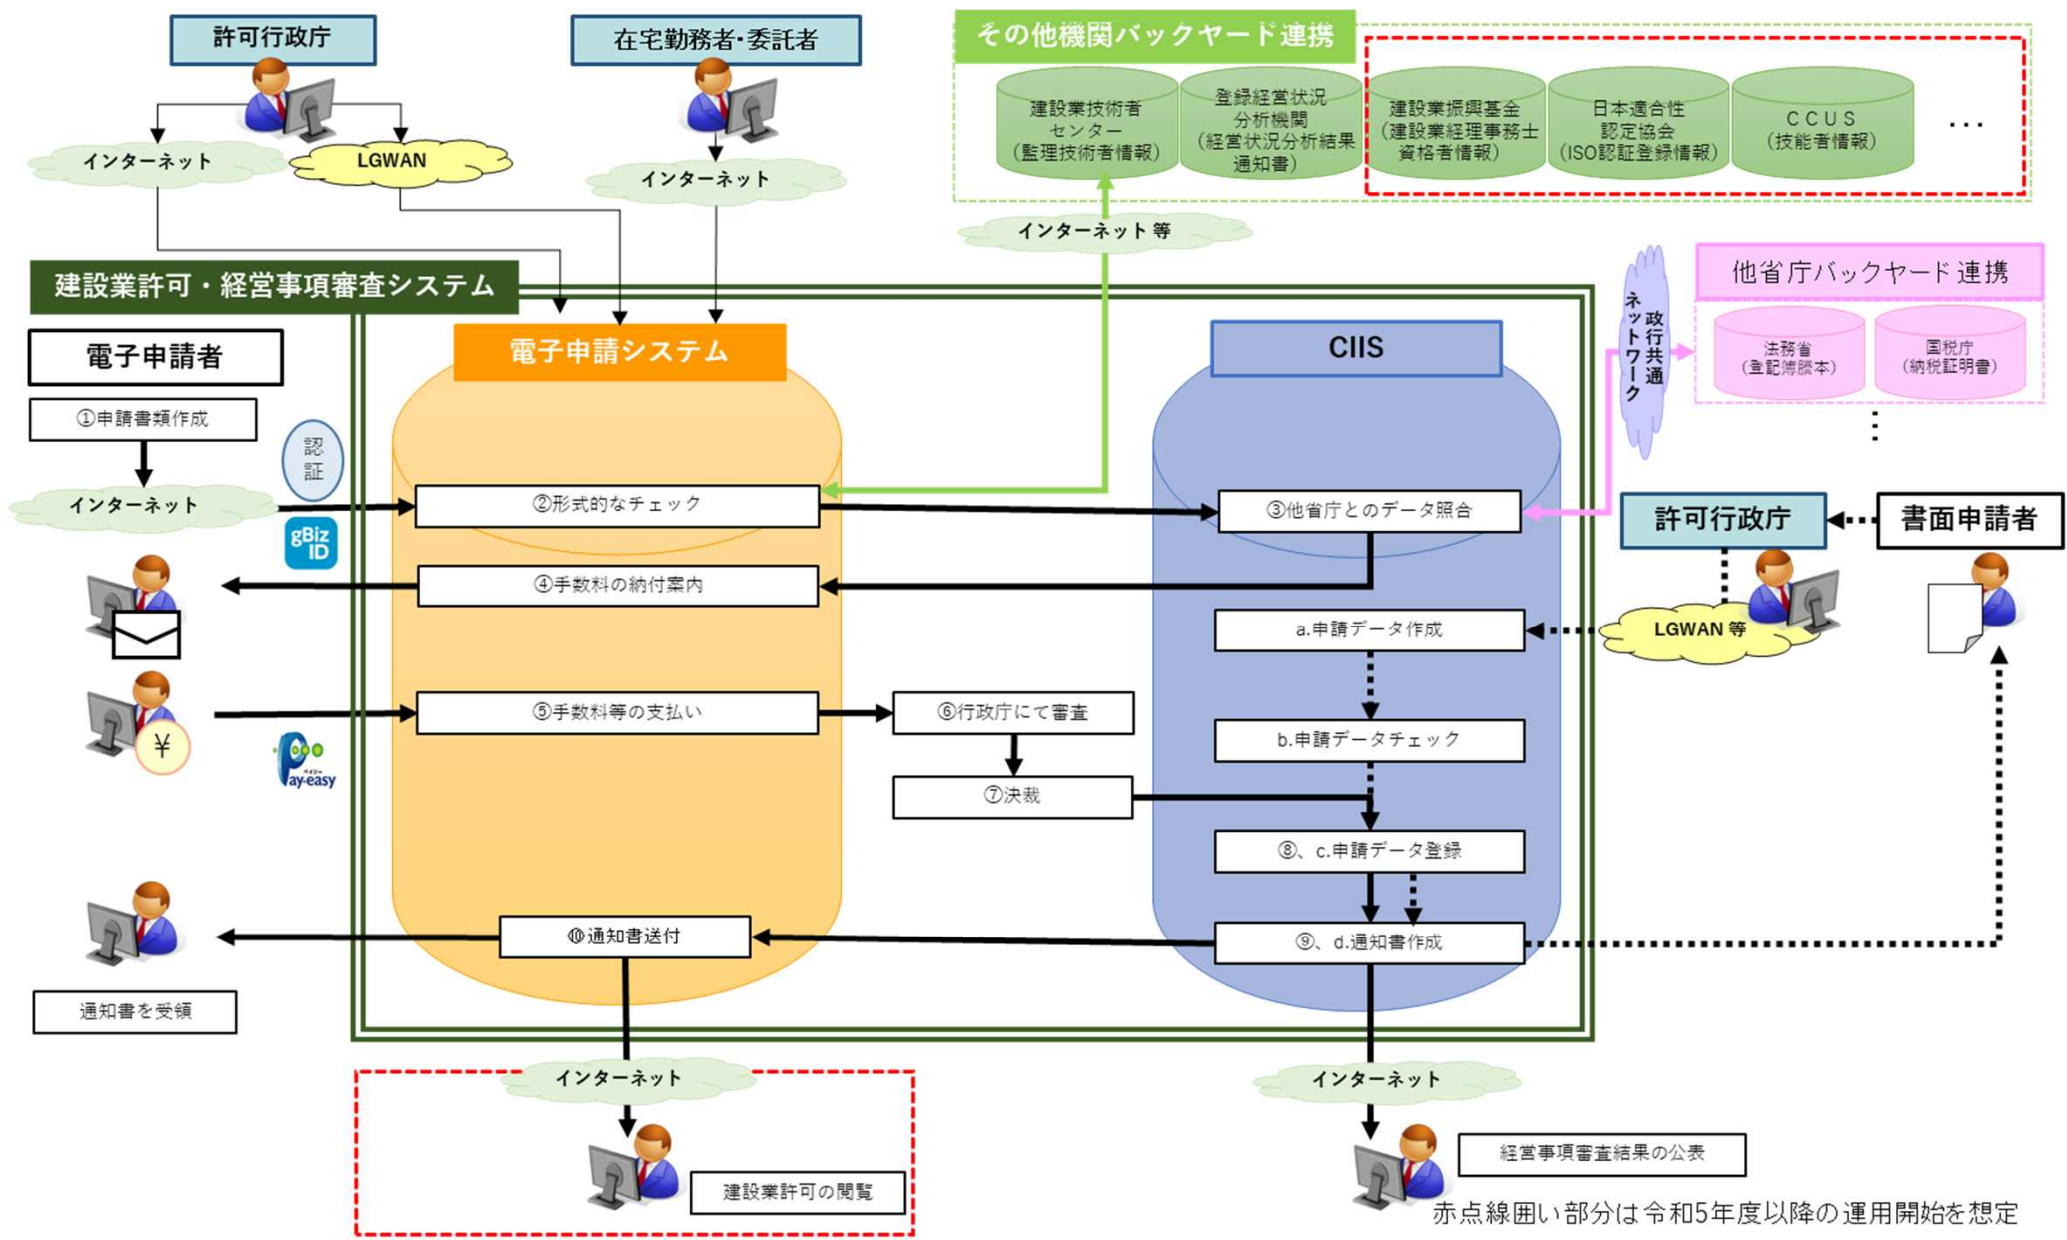 許可行政庁
在宅勤務者・委託者
その他機関バックヤード連携
建設業技術者
センター
(監理技術者情報)
登録経営状況
分析機関
(経営状況分析結果
通知書)
建設業振興基金
(建設業経理事務士
資格者情報)
日本適合性
認定協会
(ISO認証登録情報)
CCUS
(技能者情報)
・・・
インターネット
LGWAN
インターネット
インターネット 等
建設業許可・経営事項審査システム
政行共通
ネットワーク
他省庁バックヤード連携
法務省
(登記簿謄本)
国税庁
(納税証明書)
電子申請者
電子申請システム
CIIS
①申請書類作成
認証
インターネット
gBiz
ID
②形式的なチェック
③他省庁とのデータ照合
許可行政庁
書面申請者
④手数料の納付案内
a.申請データ作成
LGWAN 等
¥
⑤手数料等の支払い
⑥行政庁にて審査
b.申請データチェック
ペイジー
Pay-easy
⑦決裁
⑧、c.申請データ登録
⑩通知書送付
⑨、d.通知書作成
通知書を受領
インターネット
インターネット
建設業許可の閲覧
経営事項審査結果の公表
赤点線囲い部分は令和5年度以降の運用開始を想定